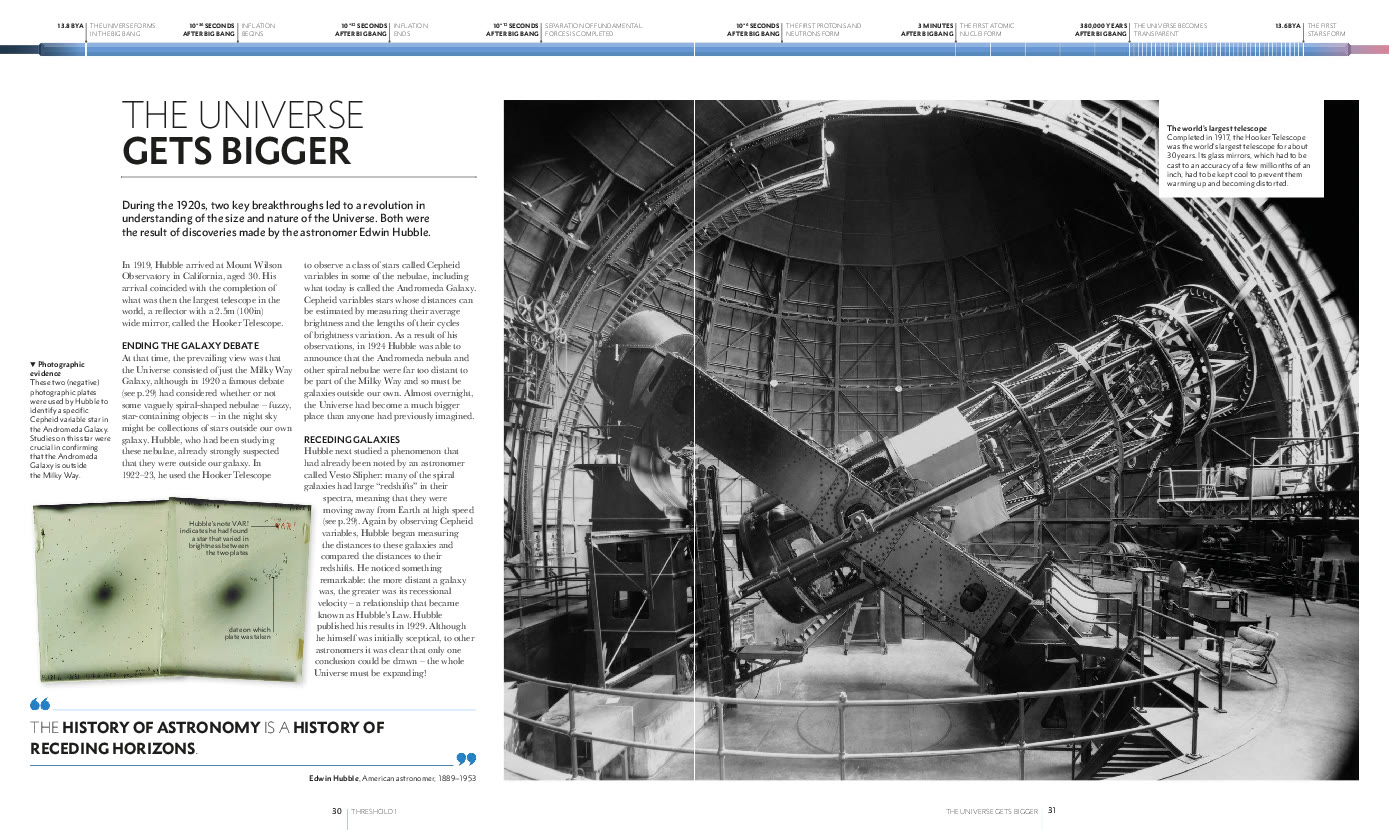 13.8 BYA
THE UNIVERSE FORMS
IN THE BIG BANG
10⁻³⁶ SECONDS
AFTER BIG BANG
INFLATION
BEGINS
10⁻³² SECONDS
AFTER BIG BANG
INFLATION
ENDS
10⁻¹² SECONDS
AFTER BIG BANG
SEPARATION OF FUNDAMENTAL
FORCES IS COMPLETED
10⁻⁶ SECONDS
AFTER BIG BANG
THE FIRST PROTONS AND
NEUTRONS FORM
3 MINUTES
AFTER BIG BANG
THE FIRST ATOMIC
NUCLEI FORM
380,000 YEARS
AFTER BIG BANG
THE UNIVERSE BECOMES
TRANSPARENT
13.6 BYA
THE FIRST
STARS FORM
THE UNIVERSE
GETS BIGGER
During the 1920s, two key breakthroughs led to a revolution in
understanding of the size and nature of the Universe. Both were
the result of discoveries made by the astronomer Edwin Hubble.
In 1919, Hubble arrived at Mount Wilson
Observatory in California, aged 30. His
arrival coincided with the completion of
what was then the largest telescope in the
world, a reflector with a 2.5m (100in)
wide mirror, called the Hooker Telescope.
ENDING THE GALAXY DEBATE
At that time, the prevailing view was that
the Universe consisted of just the Milky Way
Galaxy, although in 1920 a famous debate
(see p.29) had considered whether or not
some vaguely spiral-shaped nebulae – fuzzy,
star-containing objects – in the night sky
might be collections of stars outside our own
galaxy. Hubble, who had been studying
these nebulae, already strongly suspected
that they were outside our galaxy. In
1922–23, he used the Hooker Telescope
to observe a class of stars called Cepheid
variables in some of the nebulae, including
what today is called the Andromeda Galaxy.
Cepheid variables stars whose distances can
be estimated by measuring their average
brightness and the lengths of their cycles
of brightness variation. As a result of his
observations, in 1924 Hubble was able to
announce that the Andromeda nebula and
other spiral nebulae were far too distant to
be part of the Milky Way and so must be
galaxies outside our own. Almost overnight,
the Universe had become a much bigger
place than anyone had previously imagined.
RECEDING GALAXIES
Hubble next studied a phenomenon that
had already been noted by an astronomer
called Vesto Slipher: many of the spiral
galaxies had large “redshifts” in their
spectra, meaning that they were
moving away from Earth at high speed
(see p.29). Again by observing Cepheid
variables, Hubble began measuring
the distances to these galaxies and
compared the distances to their
redshifts. He noticed something
remarkable: the more distant a galaxy
was, the greater was its recessional
velocity – a relationship that became
known as Hubble’s Law. Hubble
published his results in 1929. Although
he himself was initially sceptical, to other
astronomers it was clear that only one
conclusion could be drawn – the whole
Universe must be expanding!
▼ Photographic
evidence
These two (negative)
photographic plates
were used by Hubble to
identify a specific
Cepheid variable star in
the Andromeda Galaxy.
Studies on this star were
crucial in confirming
that the Andromeda
Galaxy is outside
the Milky Way.
Hubble's note VAR!
indicates he had found
a star that varied in
brightness between
the two plates
VAR!
date on which
plate was taken
“
THE HISTORY OF ASTRONOMY IS A HISTORY OF
RECEDING HORIZONS.
”
Edwin Hubble, American astronomer, 1889–1953
30
THRESHOLD 1
The world's largest telescope
Completed in 1917, the Hooker Telescope
was the world's largest telescope for about
30 years. Its glass mirrors, which had to be
cast to an accuracy of a few millionths of an
inch, had to be kept cool to prevent them
warming up and becoming distorted.
THE UNIVERSE GETS BIGGER
31